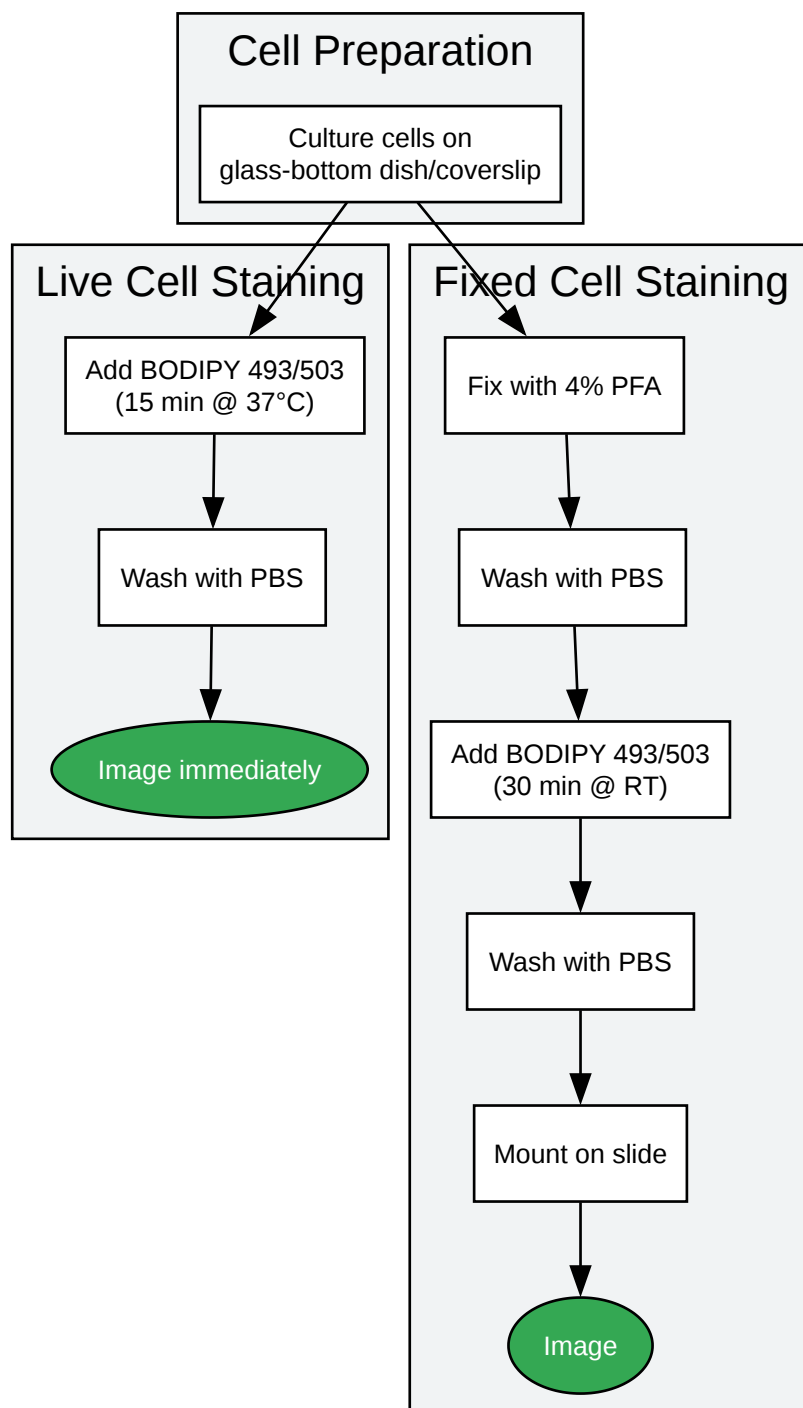 Cell Preparation
Culture cells on
glass-bottom dish/coverslip
Live Cell Staining
Add BODIPY 493/503
(15 min @ 37°C)
Wash with PBS
Image immediately
Fixed Cell Staining
Fix with 4% PFA
Wash with PBS
Add BODIPY 493/503
(30 min @ RT)
Wash with PBS
Mount on slide
Image